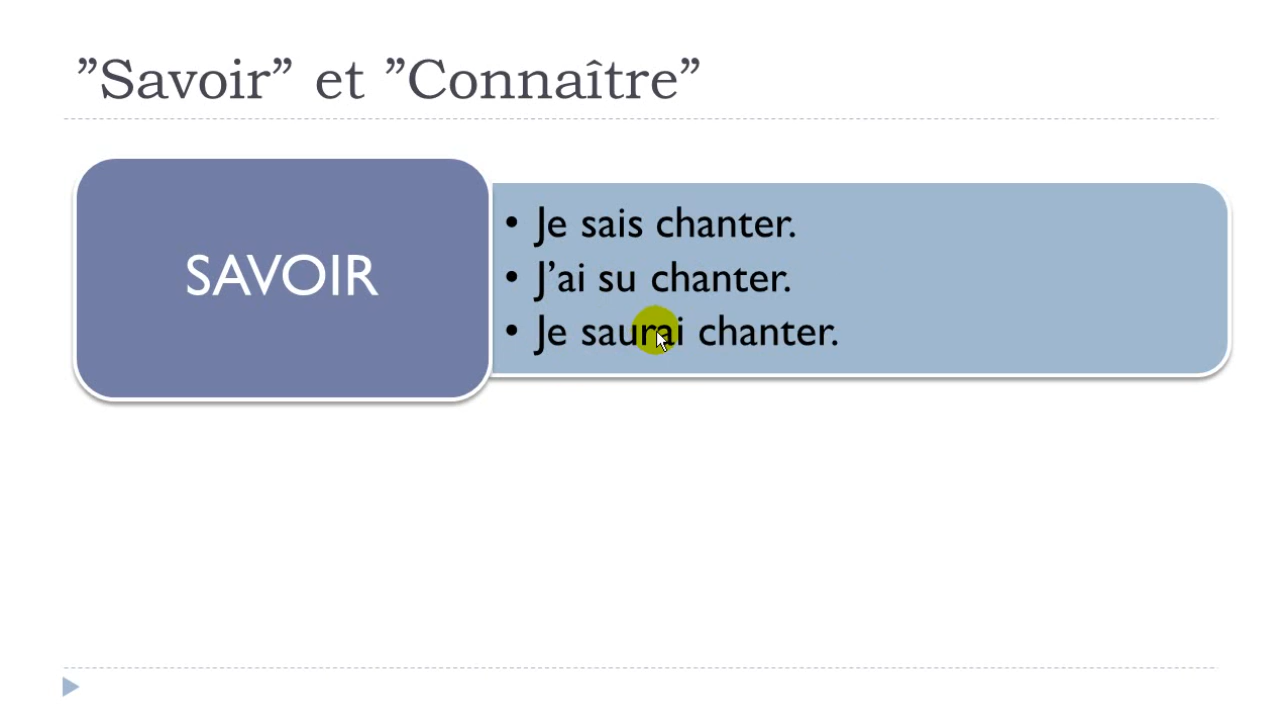 ”Savoir” et ”Connaître”
SAVOIR
• Je sais chanter.
• J’ai su chanter.
• Je saurai chanter.